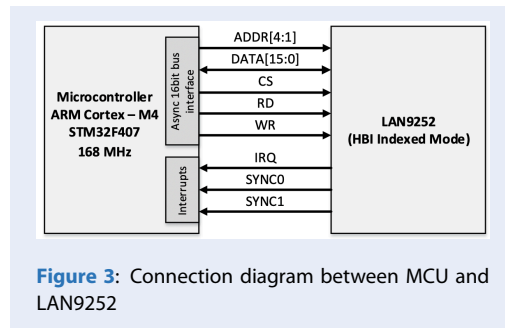 Microcontroller
ARM Cortex – M4
STM32F407
168 MHz
Async 16bit bus
interface
Interrupts
ADDR[4:1]
DATA[15:0]
CS
RD
WR
IRQ
SYNC0
SYNC1
LAN9252
(HBI Indexed Mode)
Figure 3: Connection diagram between MCU and
LAN9252